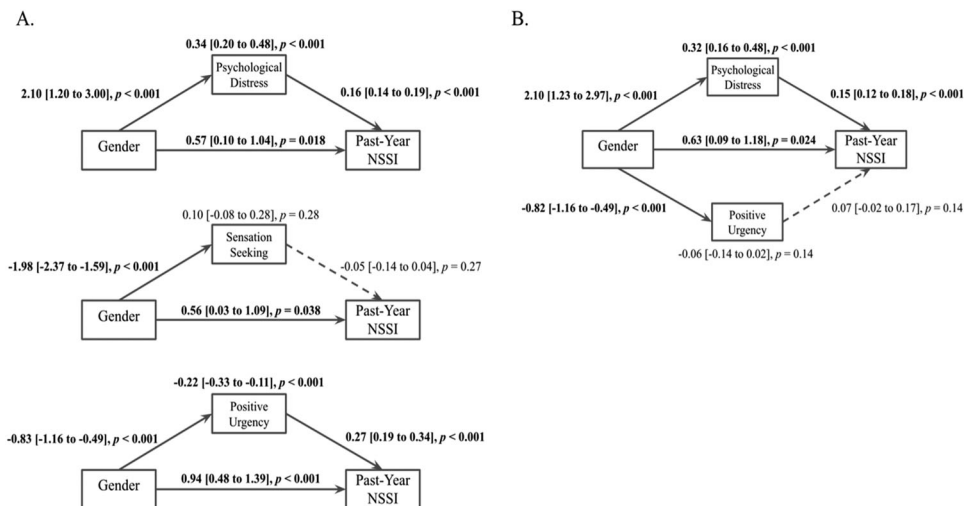 A.
0.34 [0.20 to 0.48], p < 0.001
Psychological
Distress
2.10 [1.20 to 3.00], p < 0.001
0.16 [0.14 to 0.19], p < 0.001
Gender
0.57 [0.10 to 1.04], p = 0.018
Past-Year
NSSI
0.10 [-0.08 to 0.28], p = 0.28
Sensation
Seeking
-1.98 [-2.37 to -1.59], p < 0.001
-0.05 [-0.14 to 0.04], p = 0.27
Gender
0.56 [0.03 to 1.09], p = 0.038
Past-Year
NSSI
-0.22 [-0.33 to -0.11], p < 0.001
Positive
Urgency
-0.83 [-1.16 to -0.49], p < 0.001
0.27 [0.19 to 0.34], p < 0.001
Gender
0.94 [0.48 to 1.39], p < 0.001
Past-Year
NSSI
B.
0.32 [0.16 to 0.48], p < 0.001
Psychological
Distress
2.10 [1.23 to 2.97], p < 0.001
0.15 [0.12 to 0.18], p < 0.001
Gender
0.63 [0.09 to 1.18], p = 0.024
Past-Year
NSSI
-0.82 [-1.16 to -0.49], p < 0.001
Positive
Urgency
0.07 [-0.02 to 0.17], p = 0.14
-0.06 [-0.14 to 0.02], p = 0.14